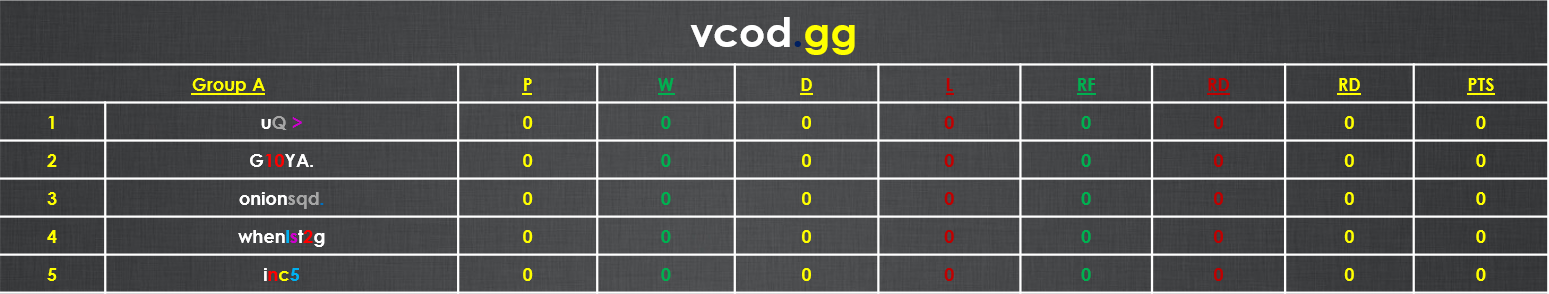 vcod.gg
Group A P W D L RF RD RD PTS
1 uQ > 0 0 0 0 0 0 0 0
2 G10YA. 0 0 0 0 0 0 0 0
3 onionsqd. 0 0 0 0 0 0 0 0
4 whenIst2g 0 0 0 0 0 0 0 0
5 inc5 0 0 0 0 0 0 0 0